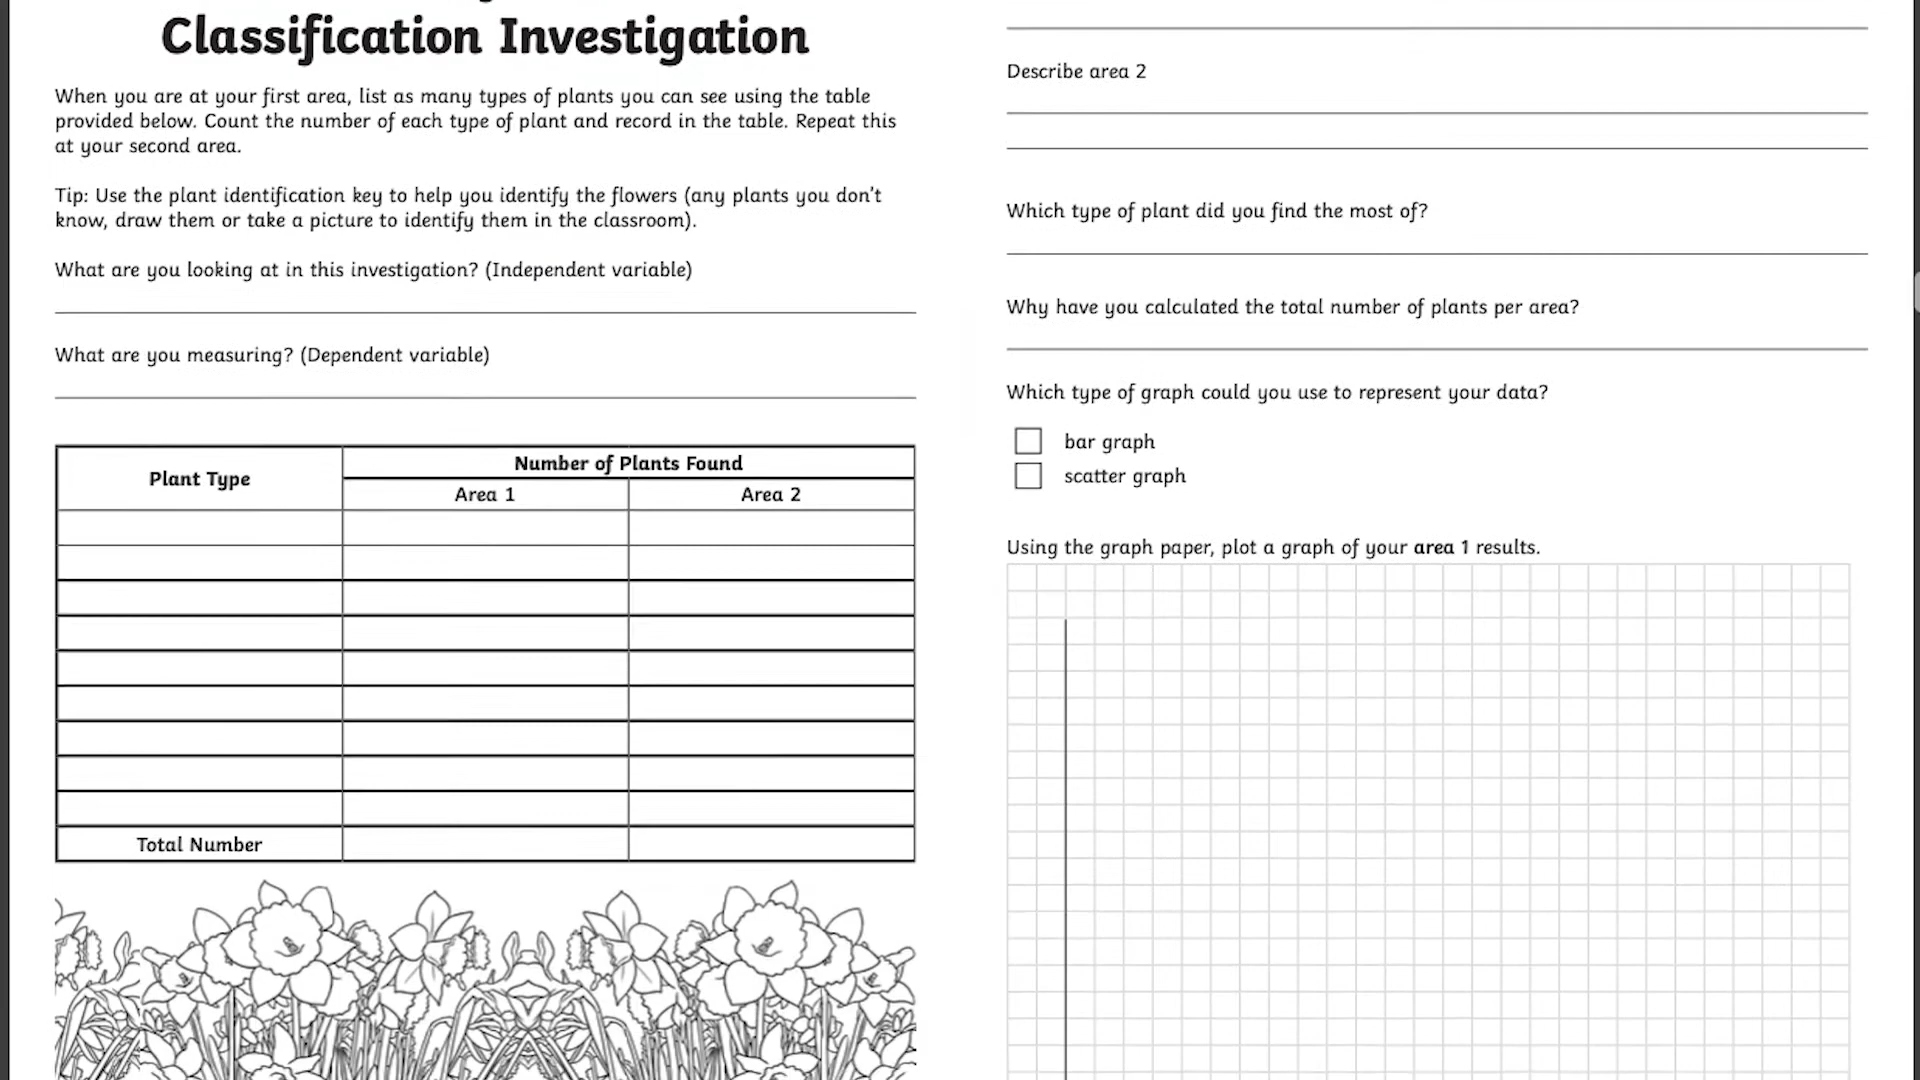 Classification Investigation
When you are at your first area, list as many types of plants you can see using the table
provided below. Count the number of each type of plant and record in the table. Repeat this
at your second area.
Tip: Use the plant identification key to help you identify the flowers (any plants you don't
know, draw them or take a picture to identify them in the classroom).
What are you looking at in this investigation? (Independent variable)
What are you measuring? (Dependent variable)
Plant Type
Number of Plants Found
Area 1
Area 2
Total Number
Describe area 2
Which type of plant did you find the most of?
Why have you calculated the total number of plants per area?
Which type of graph could you use to represent your data?
bar graph
scatter graph
Using the graph paper, plot a graph of your area 1 results.